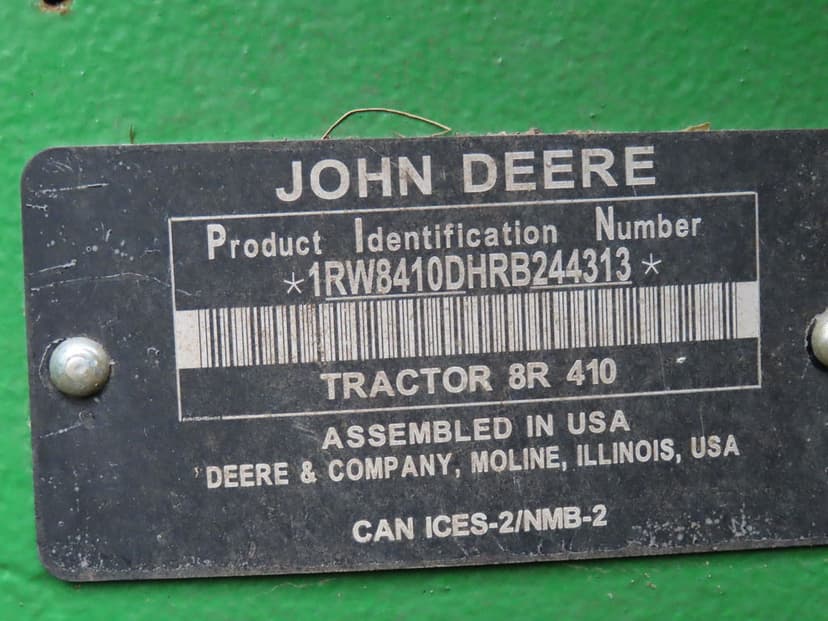 JOHN DEERE
Product Identification Number
*1RW8410DHRB244313*
TRACTOR 8R 410
ASSEMBLED IN USA
DEERE & COMPANY, MOLINE, ILLINOIS, USA
CAN ICES-2/NMB-2